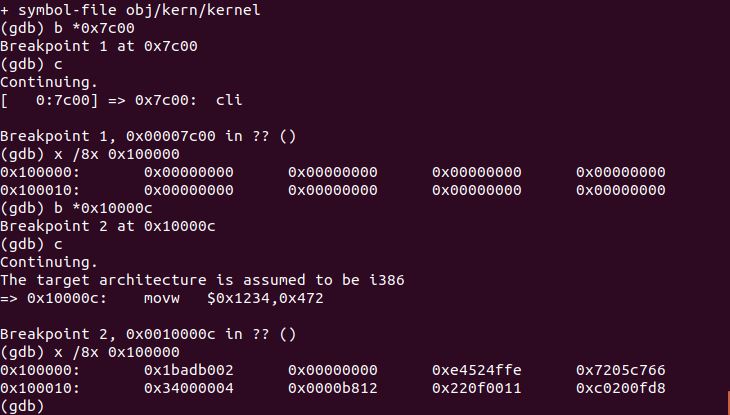 + symbol-file obj/kern/kernel
(gdb) b *0x7c00
Breakpoint 1 at 0x7c00
(gdb) c
Continuing.
[   0:7c00] => 0x7c00:  cli
Breakpoint 1, 0x00007c00 in ?? ()
(gdb) x /8x 0x100000
0x100000:       0x00000000      0x00000000      0x00000000      0x00000000
0x100010:       0x00000000      0x00000000      0x00000000      0x00000000
(gdb) b *0x10000c
Breakpoint 2 at 0x10000c
(gdb) c
Continuing.
The target architecture is assumed to be i386
=> 0x10000c:    movw   $0x1234,0x472
Breakpoint 2, 0x0010000c in ?? ()
(gdb) x /8x 0x100000
0x100000:       0x1badb002      0x00000000      0xe4524ffe      0x7205c766
0x100010:       0x34000004      0x0000b812      0x220f0011      0xc0200fd8
(gdb)